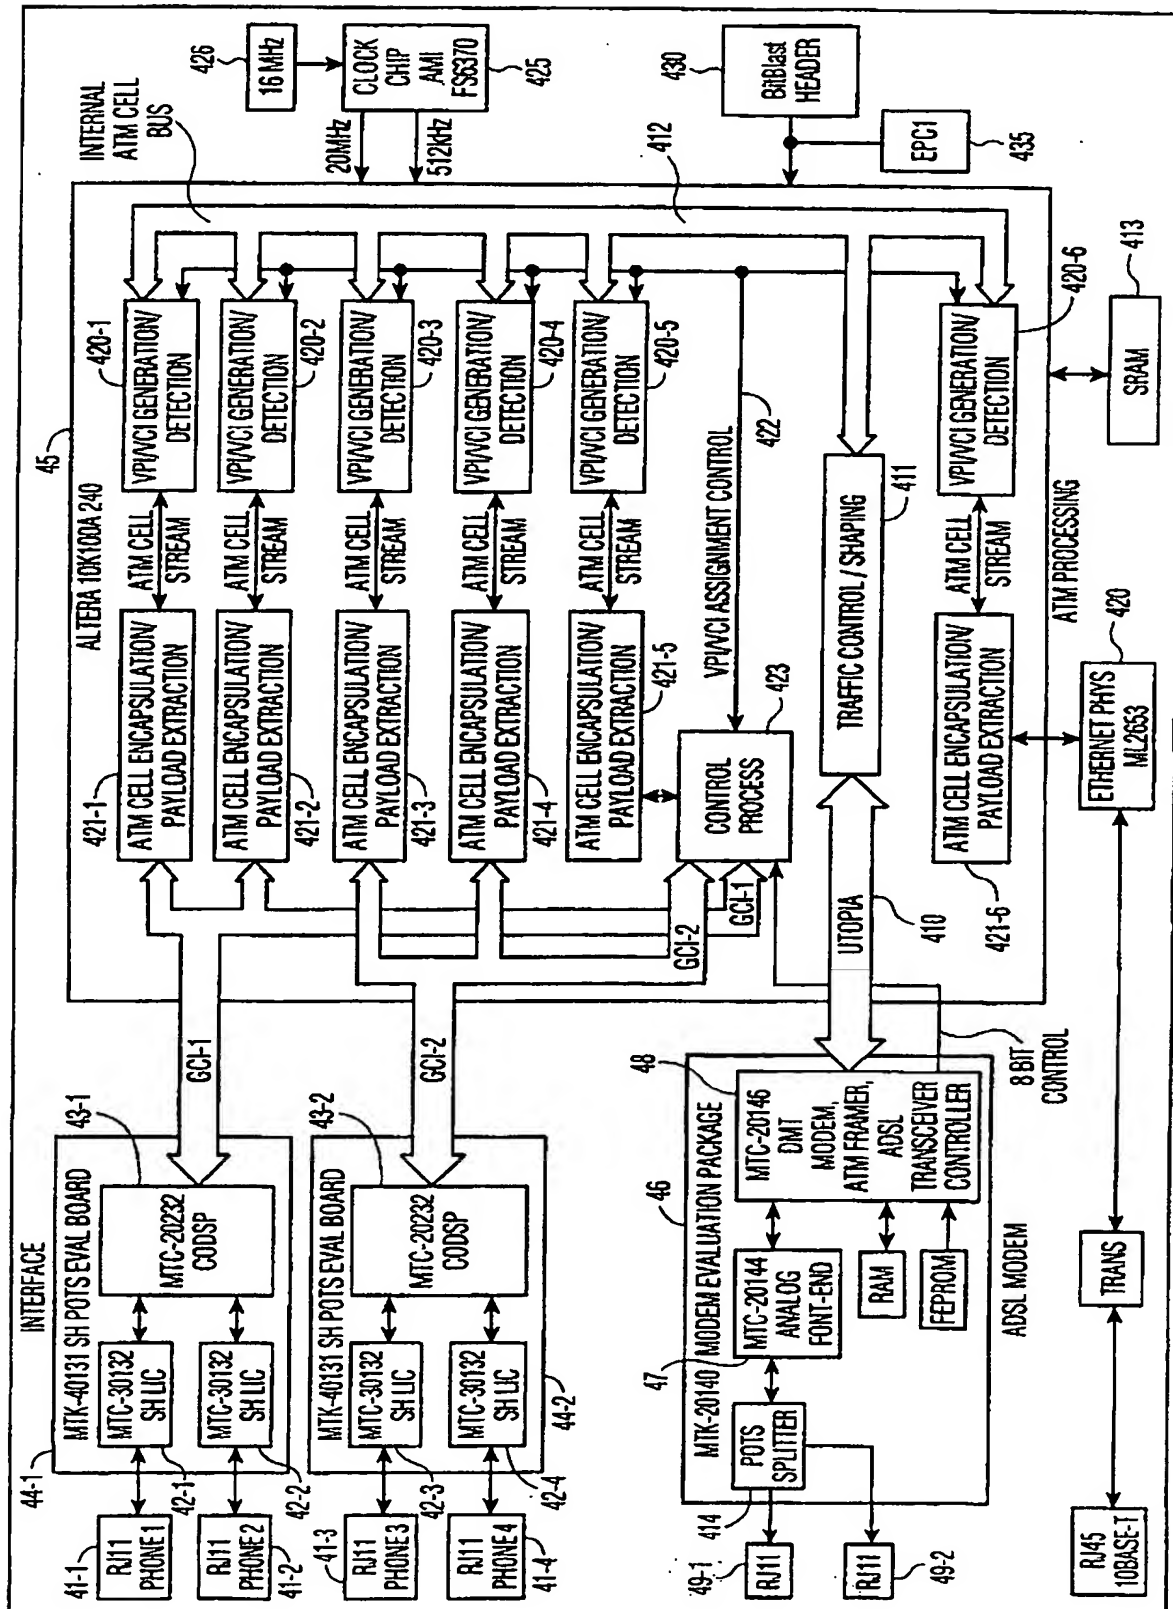 INTERFACE
44-1
MTK-40131 SH POTS EVAL BOARD
41-1
RJ11
PHONE 1
42-1
MTC-30132
SH LIC
RJ11
PHONE 2
41-2
42-2
MTC-30132
SH LIC
43-1
MTC-20232
CODSP
GCI-1
MTK-40131 SH POTS EVAL BOARD
41-3
RJ11
PHONE 3
42-3
MTC-30132
SH LIC
RJ11
PHONE 4
41-4
42-4
MTC-30132
SH LIC
44-2
43-2
MTC-20232
CODSP
GCI-2
46
MTK-20140 MODEM EVALUATION PACKAGE
POTS
SPLITTER
414
49-1
RJ11
RJ11
49-2
47
MTC-20144
ANALOG
FONT-END
RAM
FEPROM
48
MTC-20146
DMT
MODEM,
ATM FRAMER,
ADSL
TRANSCEIVER
CONTROLLER
ADSL MODEM
8 BIT
CONTROL
RJ45
10BASE-T
TRANS
ETHERNET PHYS
ML2653
420
45
ALTERA 10K100A 240
421-1
ATM CELL ENCAPSULATION/
PAYLOAD EXTRACTION
ATM CELL
STREAM
VPI/VCI GENERATION/
DETECTION
420-1
ATM CELL ENCAPSULATION/
PAYLOAD EXTRACTION
421-2
ATM CELL
STREAM
VPI/VCI GENERATION/
DETECTION
420-2
ATM CELL ENCAPSULATION/
PAYLOAD EXTRACTION
421-3
ATM CELL
STREAM
VPI/VCI GENERATION/
DETECTION
420-3
ATM CELL ENCAPSULATION/
PAYLOAD EXTRACTION
421-4
ATM CELL
STREAM
VPI/VCI GENERATION/
DETECTION
420-4
ATM CELL ENCAPSULATION/
PAYLOAD EXTRACTION
421-5
ATM CELL
STREAM
VPI/VCI GENERATION/
DETECTION
420-5
GCI-2
GCI-1
CONTROL
PROCESS
423
VPI/VCI ASSIGNMENT CONTROL
422
UTOPIA
410
TRAFFIC CONTROL / SHAPING
411
421-6
ATM CELL ENCAPSULATION/
PAYLOAD EXTRACTION
ATM CELL
STREAM
VPI/VCI GENERATION/
DETECTION
420-6
ATM PROCESSING
INTERNAL
ATM CELL
BUS
412
426
16 MHz
CLOCK
CHIP
AMI
FS6370
425
20MHz
512kHz
430
BitBlast
HEADER
EPC1
435
SRAM
413